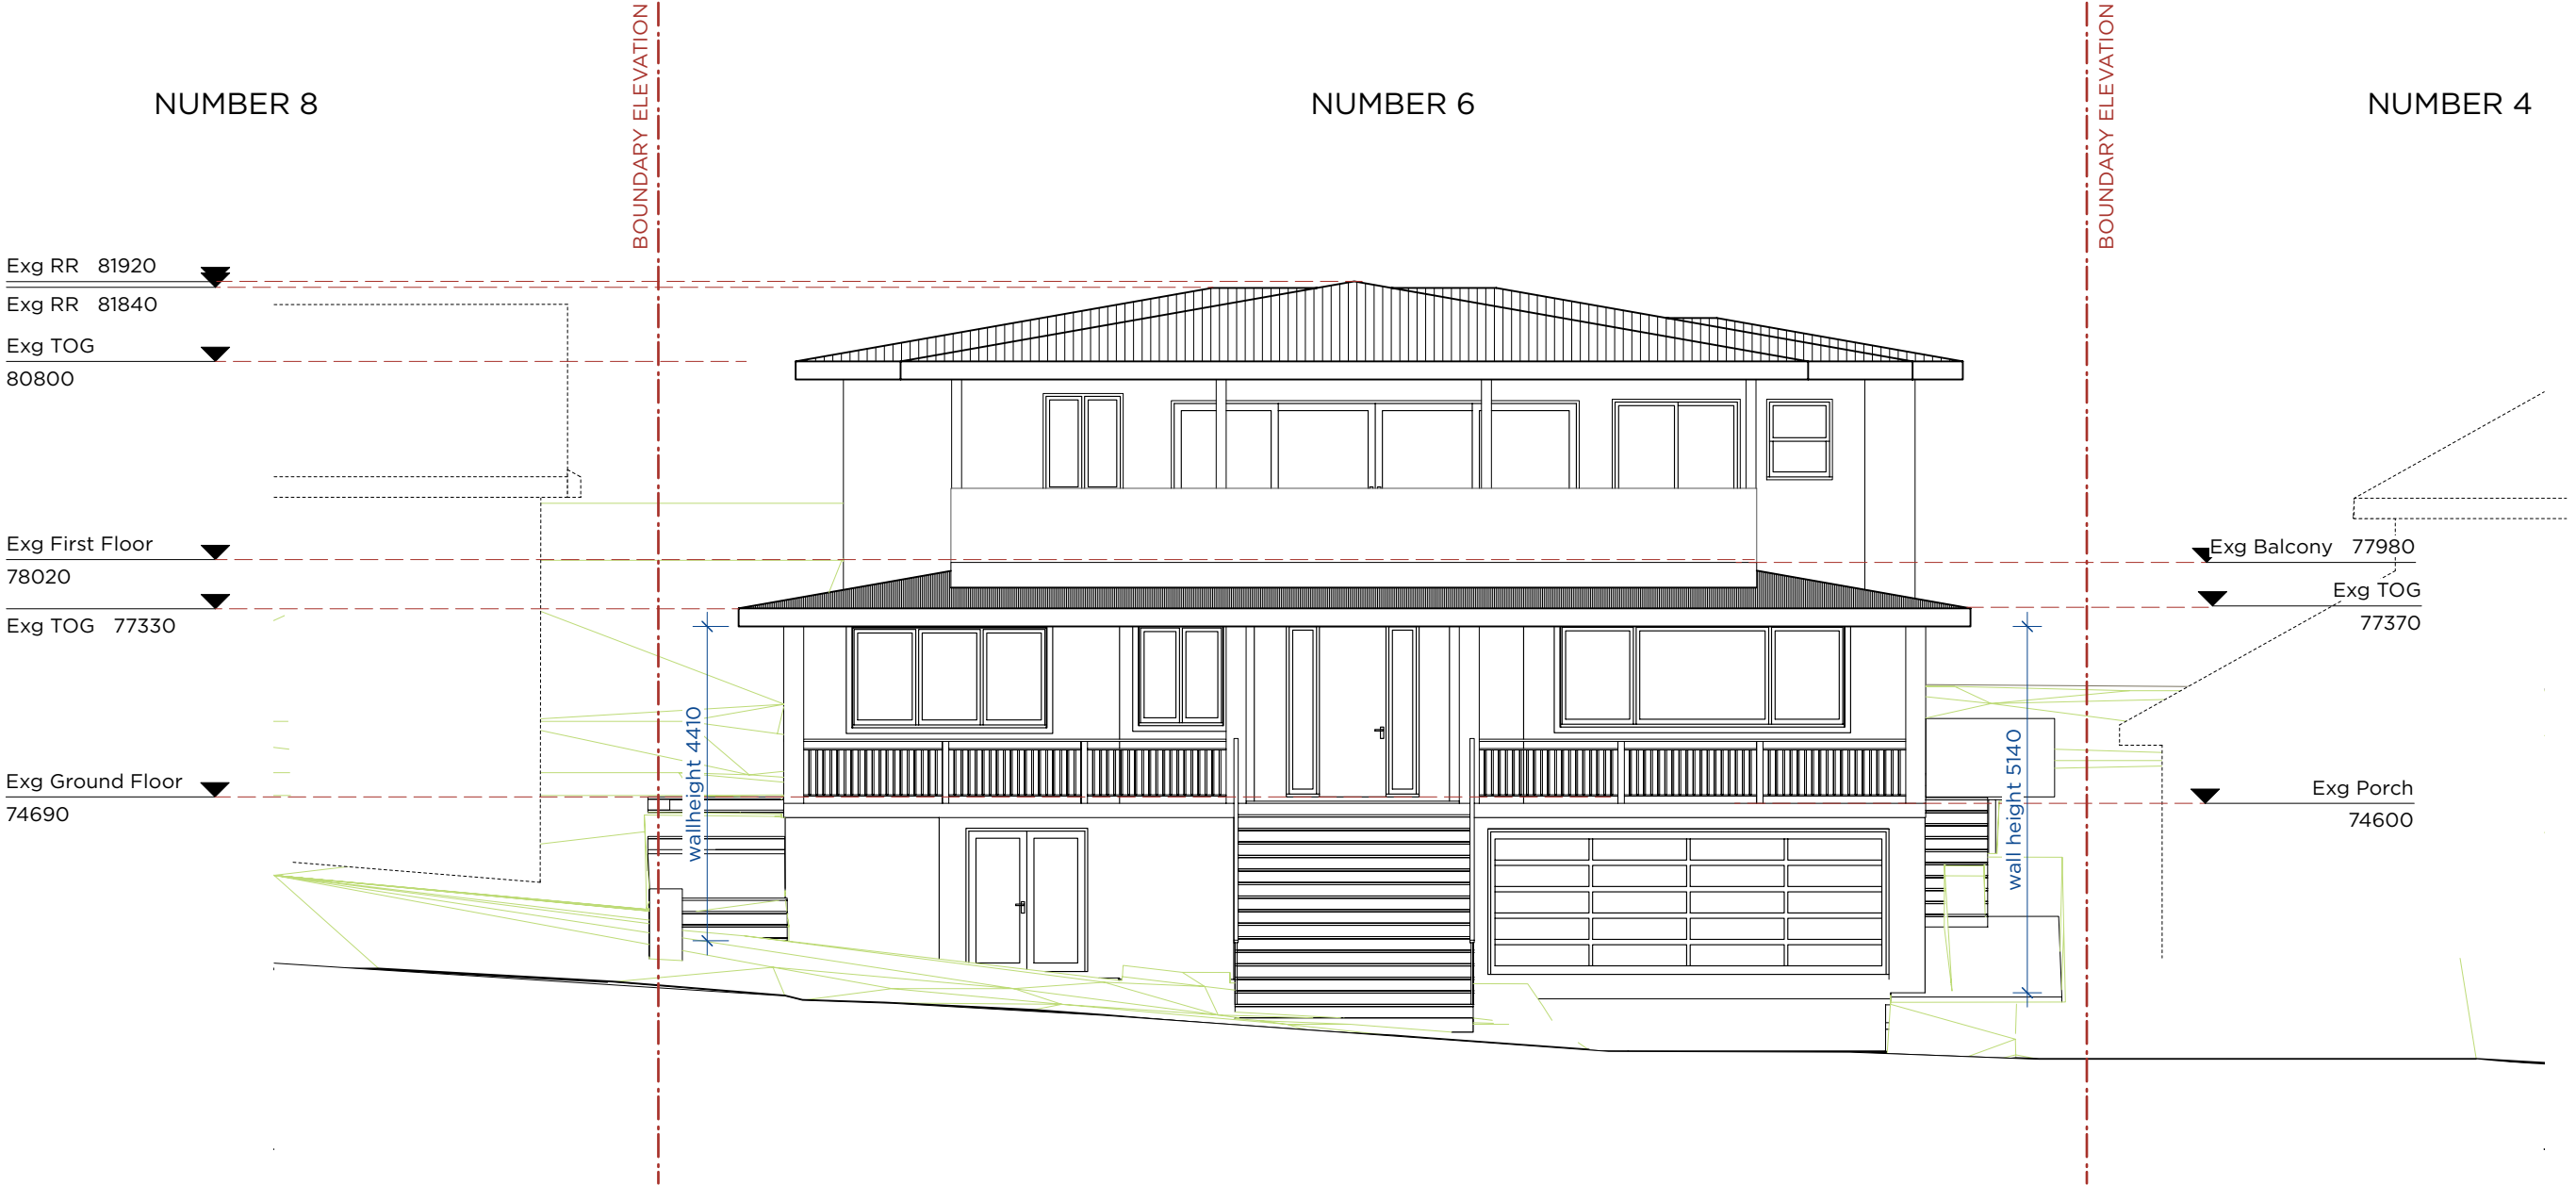 BOUNDARY ELEVATION
BOUNDARY ELEVATION
NUMBER 8
NUMBER 6
NUMBER 4
Exg RR 81920
Exg RR 81840
Exg TOG
80800
Exg First Floor
78020
Exg TOG 77330
Exg Ground Floor
74690
wallheight 4410
wall height 5140
Exg Balcony 77980
Exg TOG
77370
Exg Porch
74600